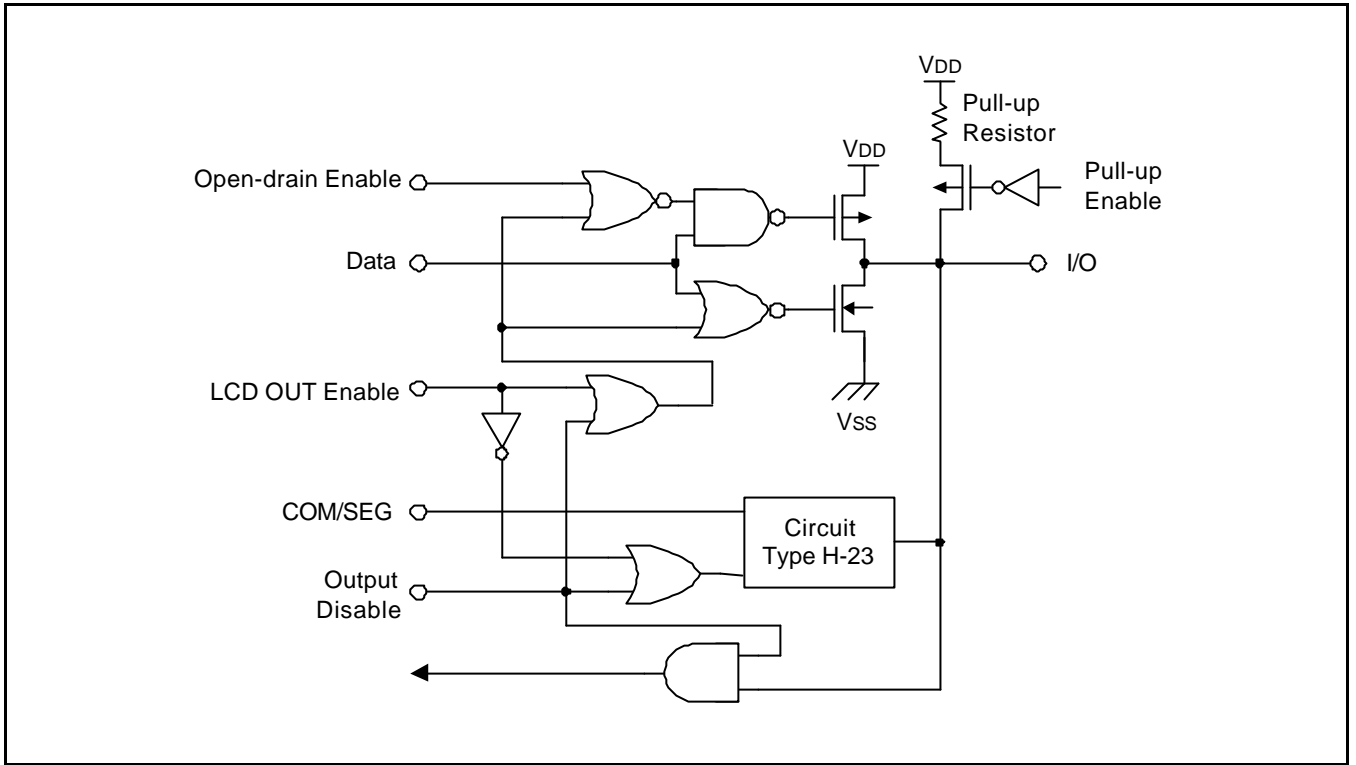 VDD
Pull-up
Resistor
VDD
Open-drain Enable
Pull-up
Enable
Data
I/O
LCD OUT Enable
VSS
COM/SEG
Circuit
Type H-23
Output
Disable